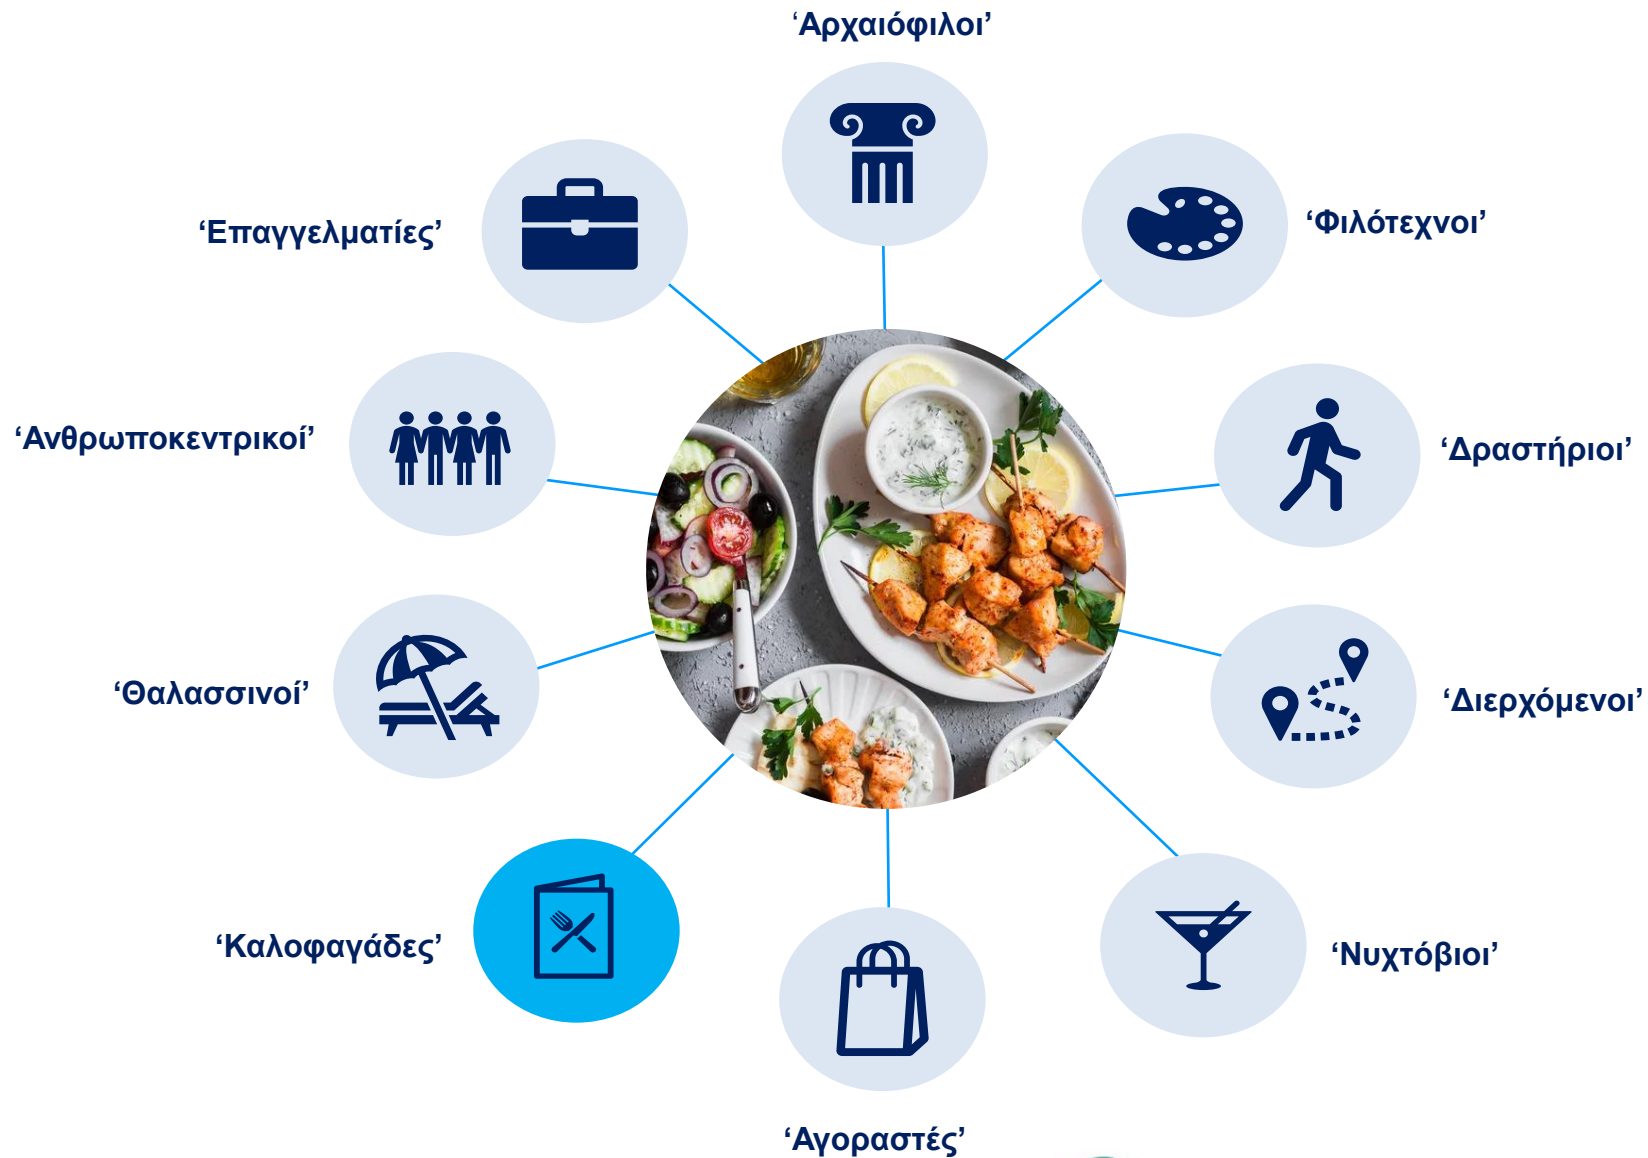 ‘Αρχαιόφιλοι’
‘Επαγγελματίες’
‘Φιλότεχνοι’
‘Ανθρωποκεντρικοί’
‘Δραστήριοι’
‘Θαλασσινοί’
‘Διερχόμενοι’
‘Καλοφαγάδες’
‘Νυχτόβιοι’
‘Αγοραστές’